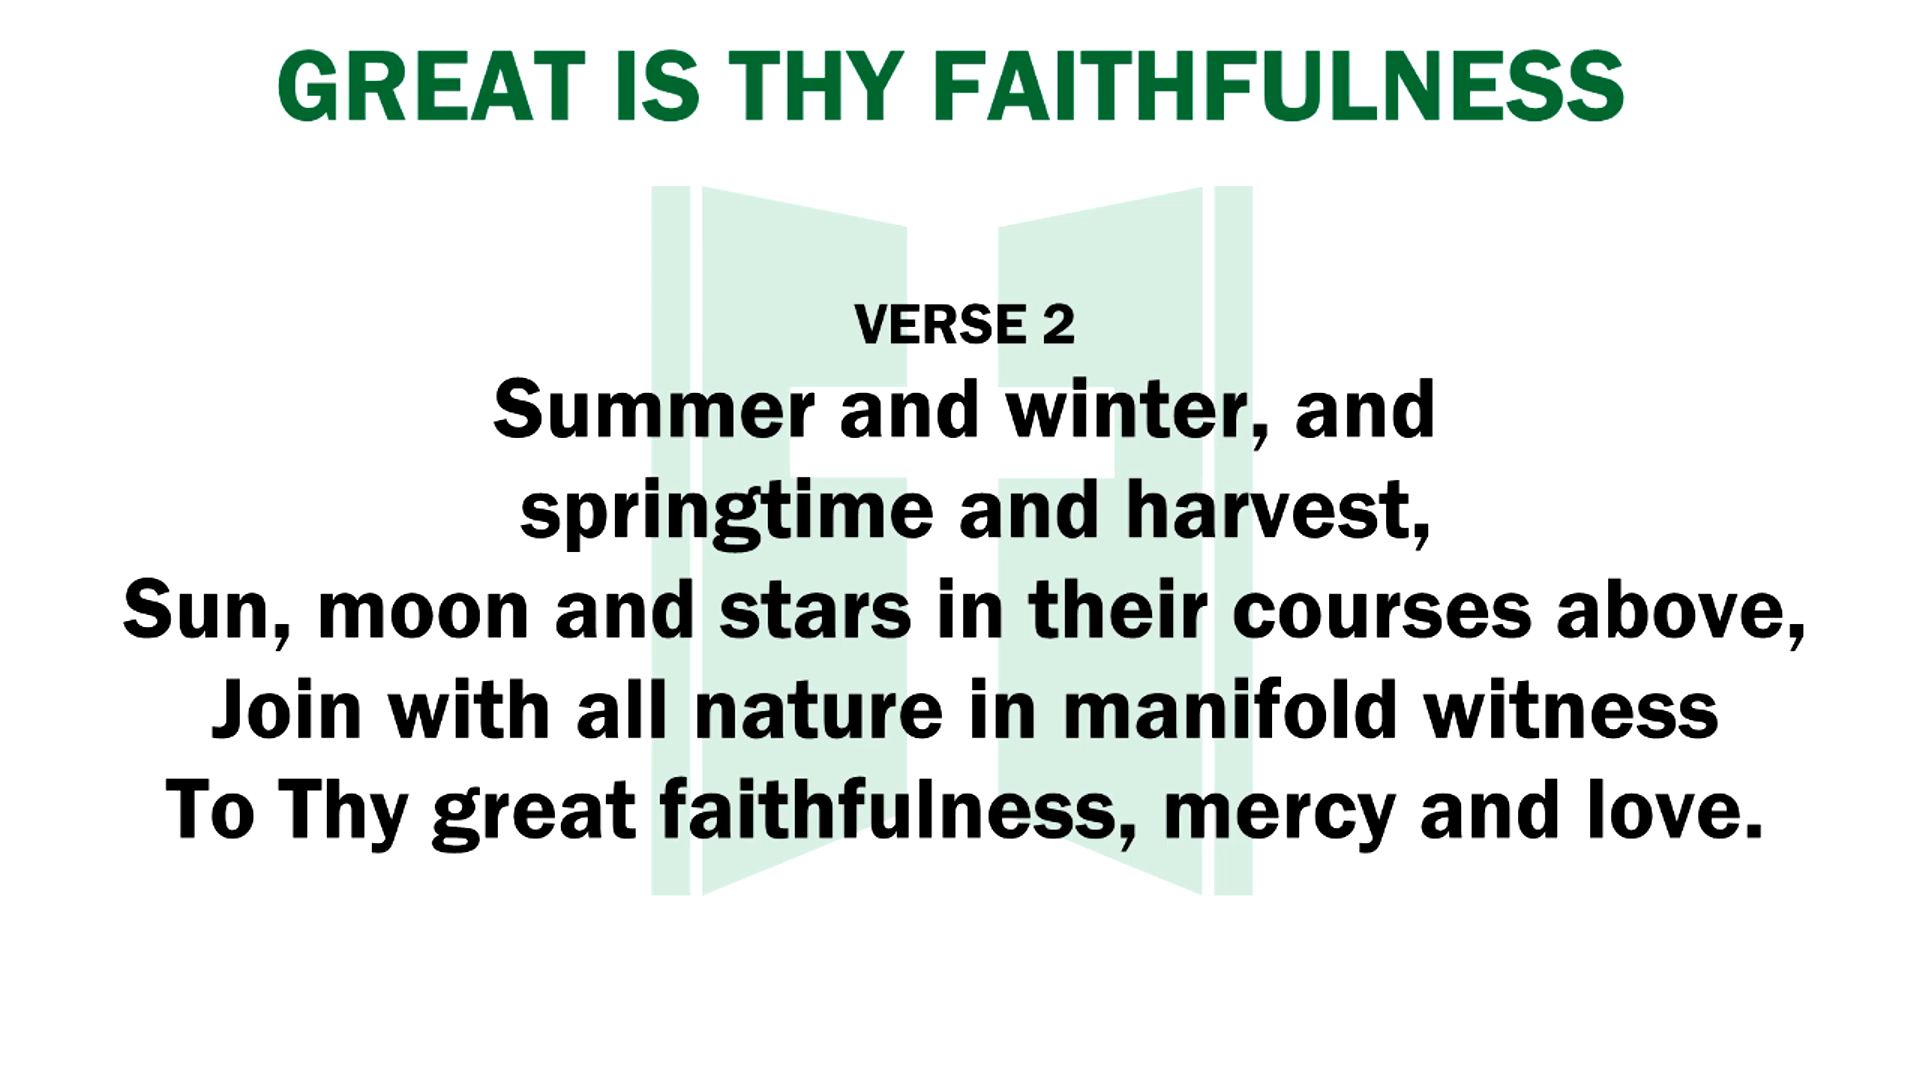 GREAT IS THY FAITHFULNESS
VERSE 2
Summer and winter, and
springtime and harvest,
Sun, moon and stars in their courses above,
Join with all nature in manifold witness
To Thy great faithfulness, mercy and love.